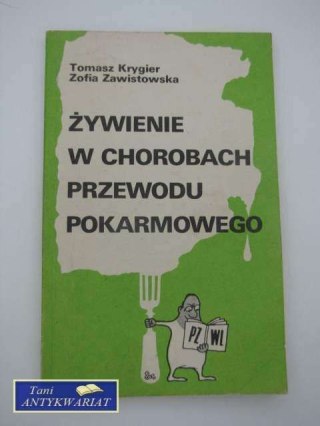 Tomasz Krygier
Zofia Zawistowska
ŻYWIENIE
W CHOROBACH
PRZEWODU
POKARMOWEGO
PZ WL
Tani
ANTYKWARIAT